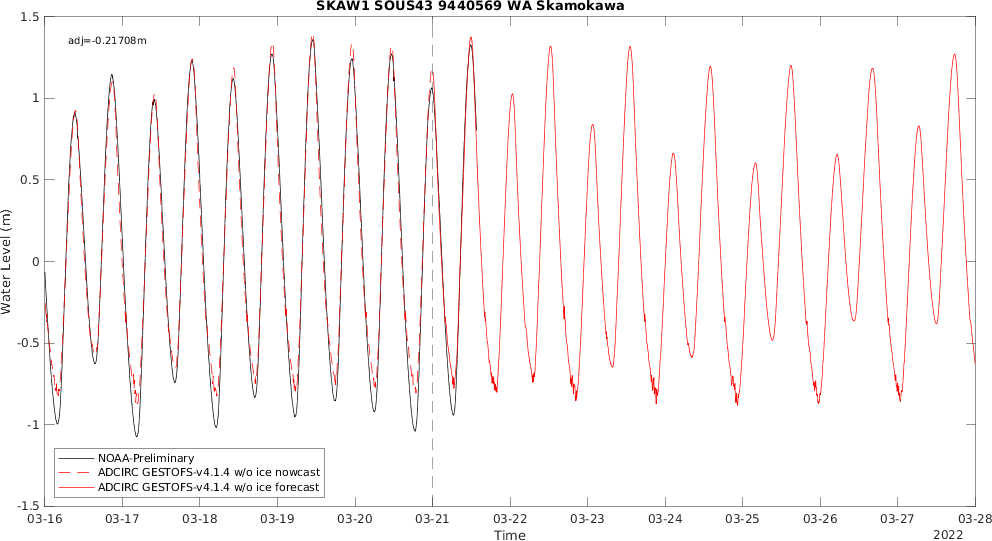 SKAW1 SOUS43 9440569 WA Skamokawa
adj=-0.21708m
1.5
1
0.5
0
-0.5
-1
-1.5
Water Level (m)
NOAA-Preliminary
ADCIRC GESTOFS-v4.1.4 w/o ice nowcast
ADCIRC GESTOFS-v4.1.4 w/o ice forecast
03-16 03-17 03-18 03-19 03-20 03-21 03-22 03-23 03-24 03-25 03-26 03-27 03-28
Time
2022